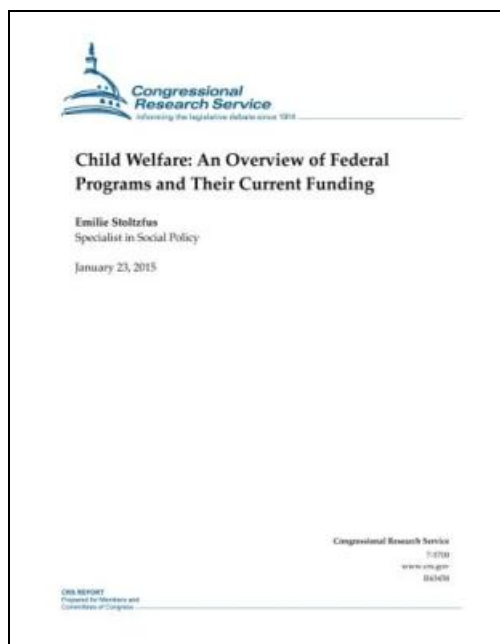 Congressional
Research Service
Informing the legislative debate since 1914
Child Welfare: An Overview of Federal
Programs and Their Current Funding
Emilie Stoltzfus
Specialist in Social Policy
January 23, 2015
Congressional Research Service
7-5700
www.crs.gov
CRS REPORT
Prepared for Members and
Committees of Congress